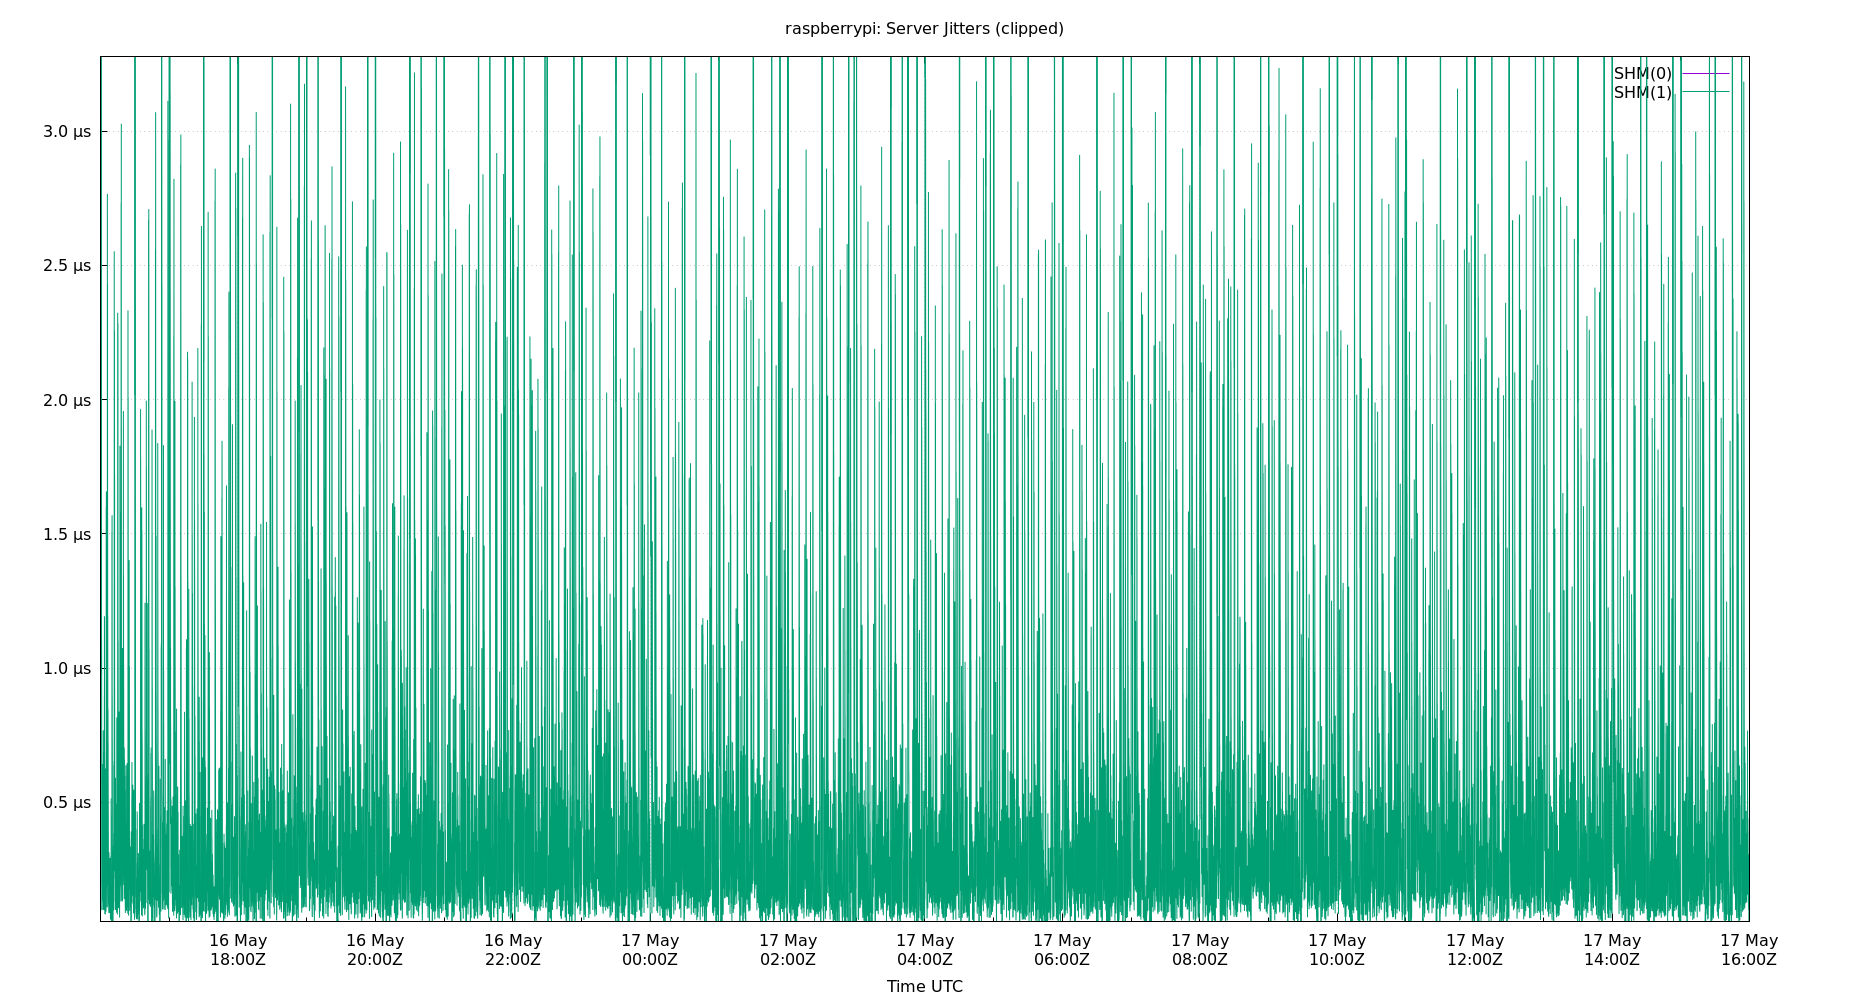 raspberrypi: Server Jitters (clipped)
SHM(0)
SHM(1)
3.0 µs
2.5 µs
2.0 µs
1.5 µs
1.0 µs
0.5 µs
16 May 16 May 16 May 17 May 17 May 17 May 17 May 17 May 17 May 17 May 17 May 17 May
18:00Z 20:00Z 22:00Z 00:00Z 02:00Z 04:00Z 06:00Z 08:00Z 10:00Z 12:00Z 14:00Z 16:00Z
Time UTC